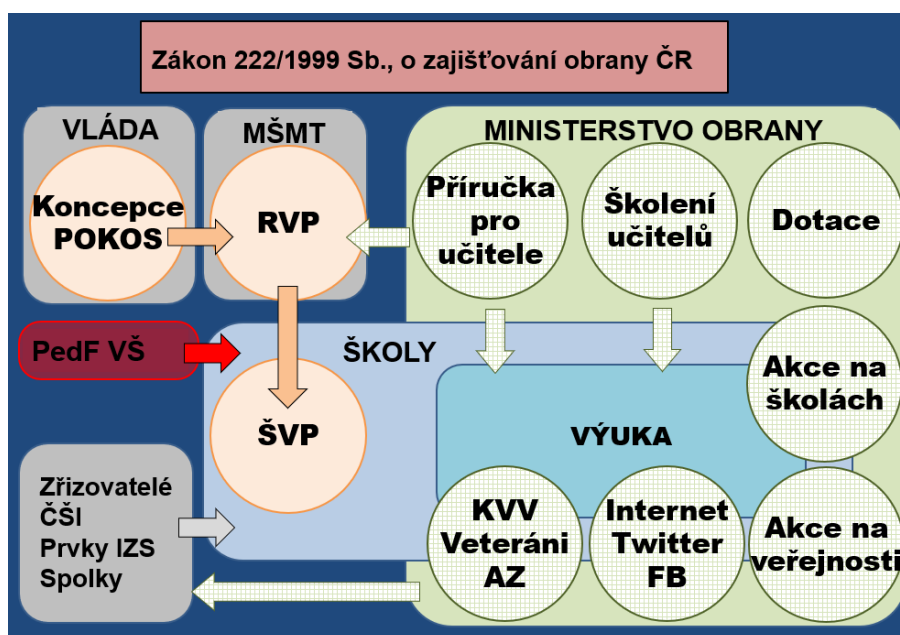 Zákon 222/1999 Sb., o zajišťování obrany ČR
VLÁDA
Koncepce
POKOS
MŠMT
RVP
MINISTERSTVO OBRANY
Příručka
pro
učitele
Školení
učitelů
Dotace
PedF VŠ
ŠKOLY
ŠVP
VÝUKA
Akce na
školách
Zřizovatelé
ČŠI
Prvky IZS
Spolky
KVV
Veteráni
AZ
Internet
Twitter
FB
Akce na
veřejnosti